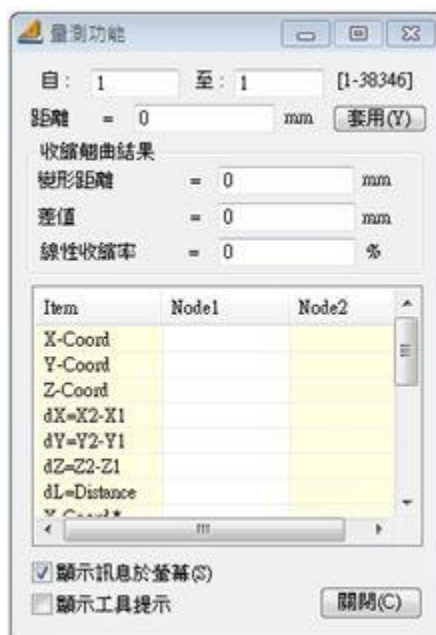 量測功能
自: 1 至: 1 [1-38346]
距離 = 0 mm 套用(Y)
收縮翹曲結果
變形距離 = 0 mm
差值 = 0 mm
線性收縮率 = 0 %
Item Node1 Node2
X-Coord
Y-Coord
Z-Coord
dX=X2-X1
dY=Y2-Y1
dZ=Z2-Z1
dL=Distance
顯示訊息於螢幕(S)
顯示工具提示 關閉(C)